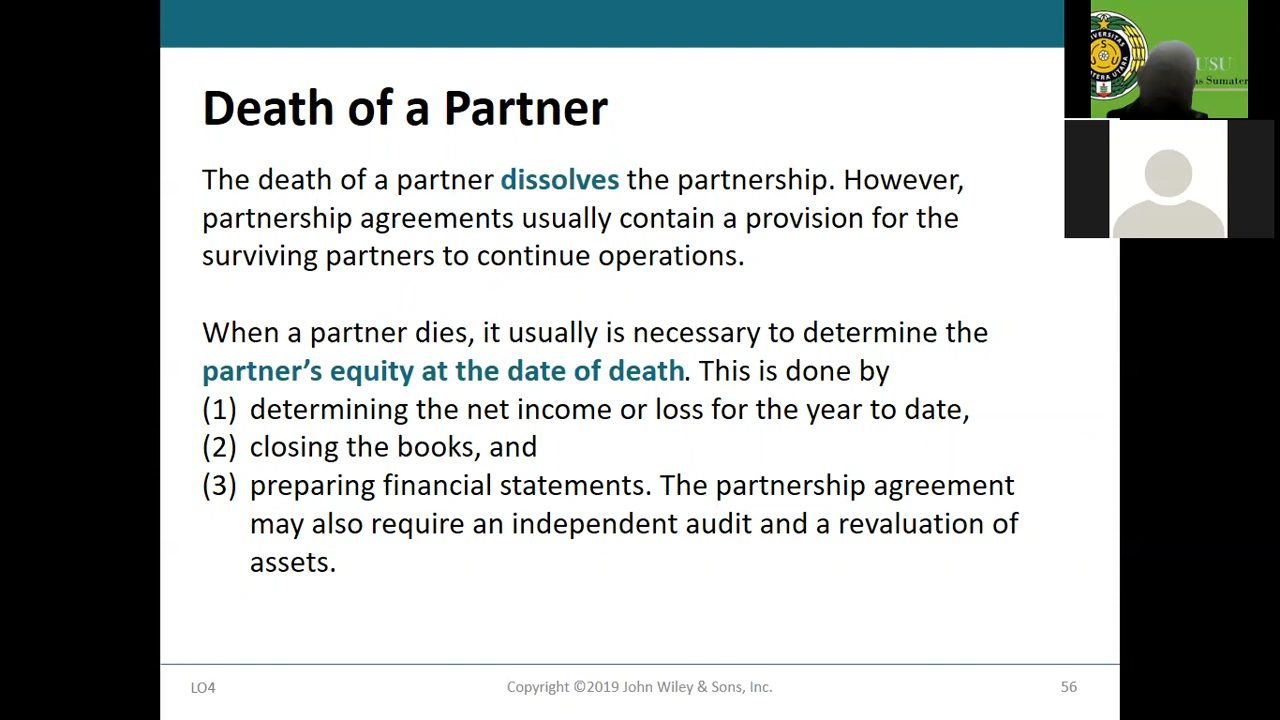 Death of a Partner
The death of a partner dissolves the partnership. However,
partnership agreements usually contain a provision for the
surviving partners to continue operations.
When a partner dies, it usually is necessary to determine the
partner’s equity at the date of death. This is done by
(1) determining the net income or loss for the year to date,
(2) closing the books, and
(3) preparing financial statements. The partnership agreement
may also require an independent audit and a revaluation of
assets.
LO4
Copyright ©2019 John Wiley & Sons, Inc.
56
USU
as Sumater